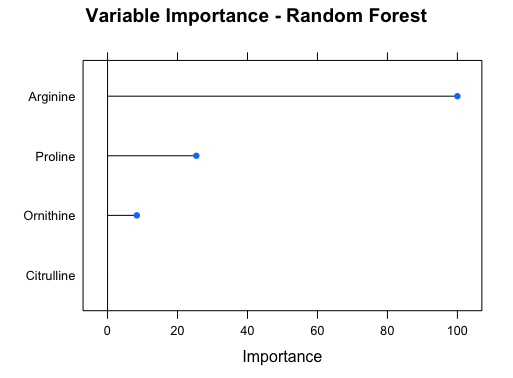 Variable Importance - Random Forest
Arginine
Proline
Ornithine
Citrulline
0 20 40 60 80 100
Importance